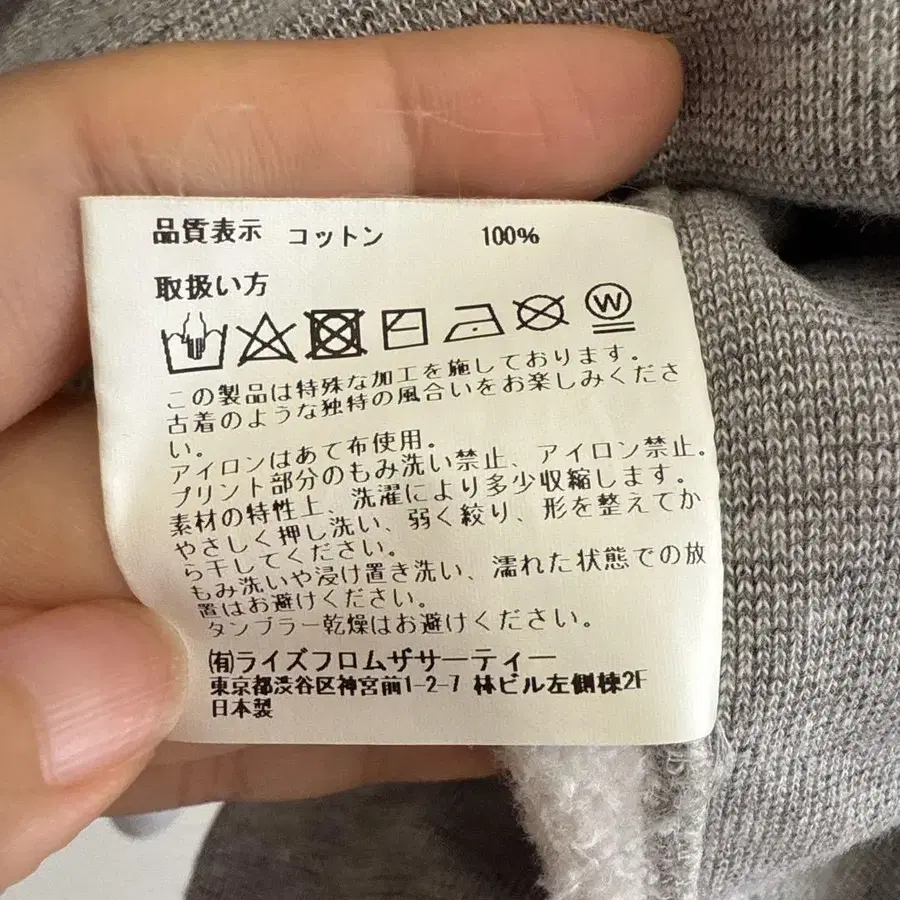 品質表示 コットン 100%
取扱い方
W
この製品は特殊な加工を施しております。
古着のような独特の風合いをお楽しみくださ
い。
アイロンはあて布使用。
プリント部分のもみ洗い禁止、アイロン禁止。
素材の特性上、洗濯により多少収縮します。
やさしく押し洗い、弱く絞り、形を整えてか
ら干してください。
もみ洗いや浸け置き洗い、濡れた状態での放
置はお避けください。
タンブラー乾燥はお避けください。
㈲ライズフロムザサーティー
東京都渋谷区神宮前1-2-7 林ビル左側棟2F
日本製